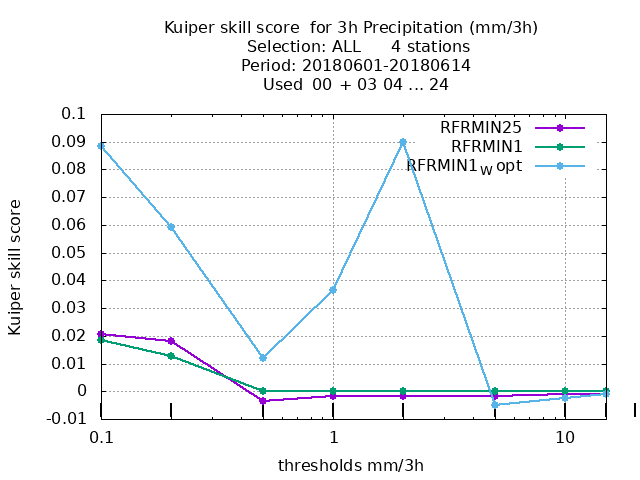 Kuiper skill score for 3h Precipitation (mm/3h)
Selection: ALL 4 stations
Period: 20180601-20180614
Used 00 + 03 04 ... 24
RFRMIN25
RFRMIN1
RFRMIN1W opt
Kuiper skill score
0.1
0.09
0.08
0.07
0.06
0.05
0.04
0.03
0.02
0.01
0
-0.01
0.1 1 10
thresholds mm/3h